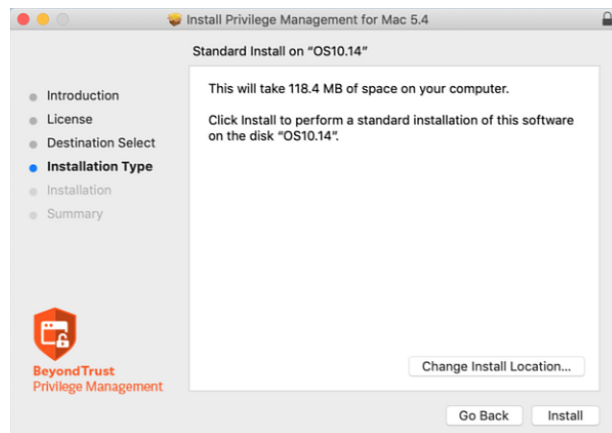 Install Privilege Management for Mac 5.4
Standard Install on “OS10.14”
Introduction
License
Destination Select
Installation Type
Installation
Summary
This will take 118.4 MB of space on your computer.
Click Install to perform a standard installation of this software
on the disk “OS10.14”.
BeyondTrust
Privilege Management
Change Install Location...
Go Back
Install